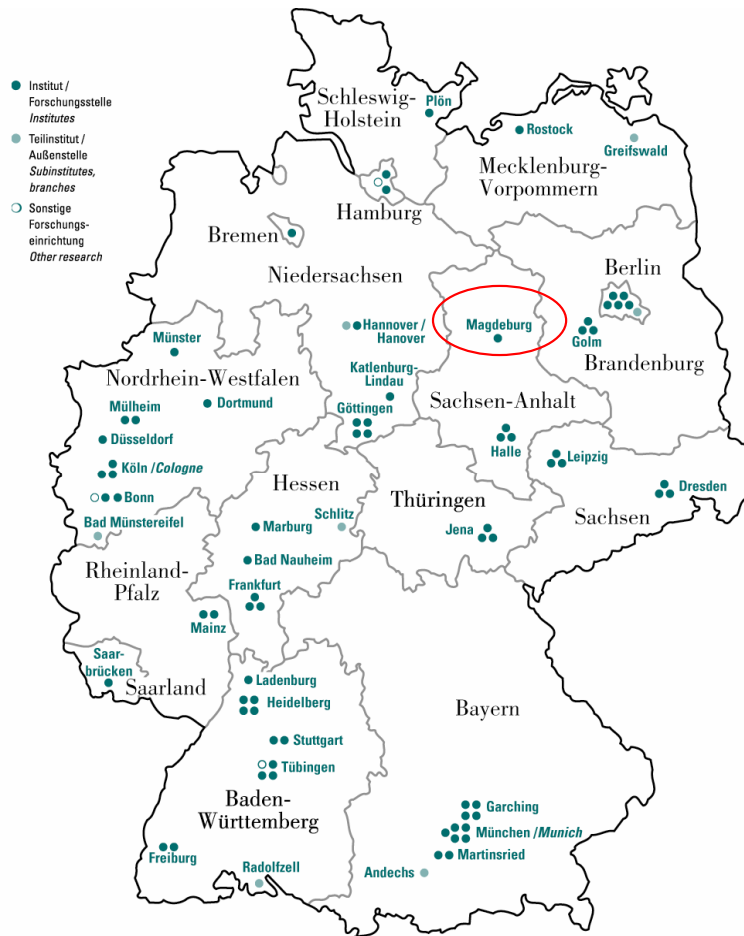 Institut /
Forschungsstelle
Institutes
Teilinstitut /
Außenstelle
Subinstitutes,
branches
Sonstige
Forschungs-
einrichtung
Other research
Schleswig-
Holstein
Plön
Rostock
Greifswald
Mecklenburg-
Vorpommern
Hamburg
Bremen
Niedersachsen
Berlin
Hannover /
Hanover
Magdeburg
Golm
Brandenburg
Münster
Nordrhein-Westfalen
Katlenburg-
Lindau
Dortmund
Mülheim
Göttingen
Sachsen-Anhalt
Düsseldorf
Halle
Leipzig
Köln /Cologne
Hessen
Thüringen
Dresden
Bonn
Bad Münstereifel
Schlitz
Marburg
Jena
Sachsen
Bad Nauheim
Rheinland-
Pfalz
Frankfurt
Mainz
Saar-
brücken
Saarland
Ladenburg
Heidelberg
Bayern
Stuttgart
Tübingen
Baden-
Württemberg
Garching
München /Munich
Martinsried
Freiburg
Radolfzell
Andechs